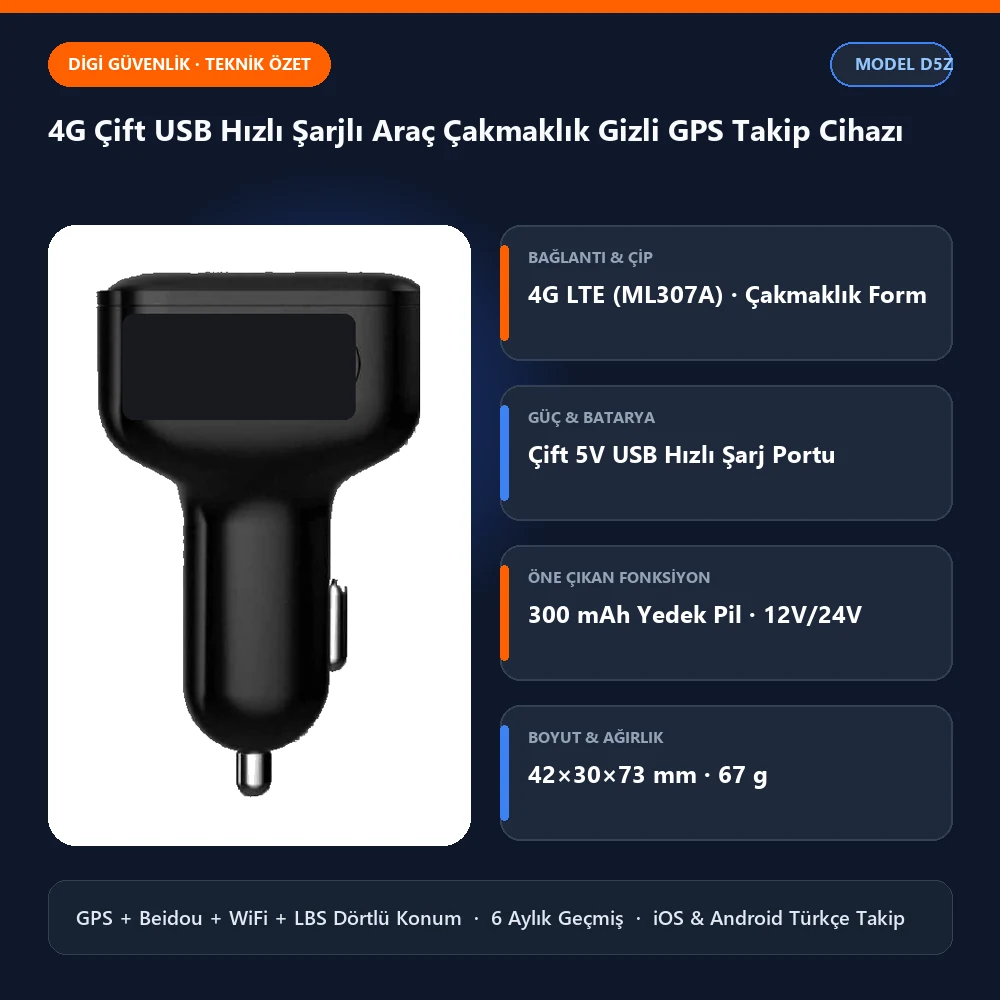 DİGİ GÜVENLİK · TEKNİK ÖZET
MODEL D5Z
4G Çift USB Hızlı Şarjlı Araç Çakmaklık Gizli GPS Takip Cihazı
BAĞLANTI & ÇİP
4G LTE (ML307A) · Çakmaklık Form
GÜÇ & BATARYA
Çift 5V USB Hızlı Şarj Portu
ÖNE ÇIKAN FONKSİYON
300 mAh Yedek Pil · 12V/24V
BOYUT & AĞIRLIK
42×30×73 mm · 67 g
GPS + Beidou + WiFi + LBS Dörtlü Konum · 6 Aylık Geçmiş · iOS & Android Türkçe Takip